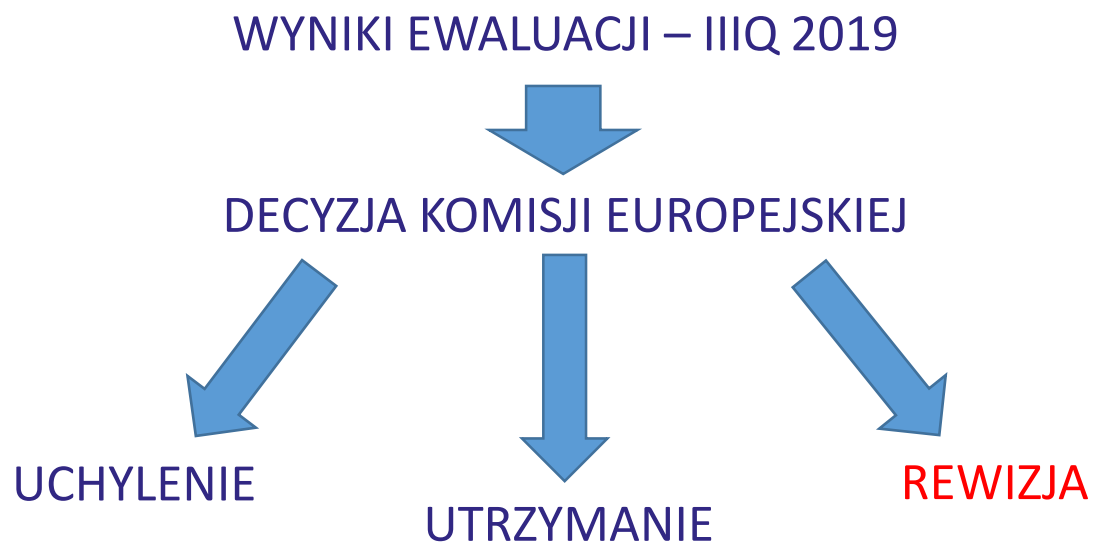 WYNIKI EWALUACJI – IIIQ 2019
DECYZJA KOMISJI EUROPEJSKIEJ
UCHYLENIE
UTRZYMANIE
REWIZJA